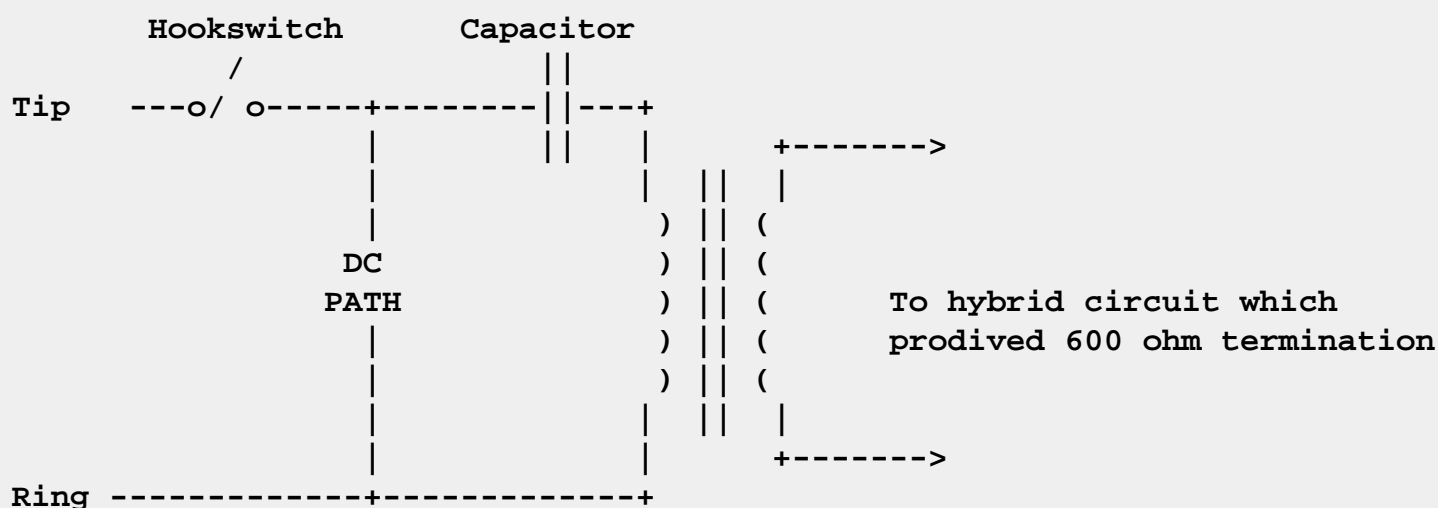 Hookswitch Capacitor
Tip
DC
PATH
To hybrid circuit which
prodived 600 ohm termination
Ring